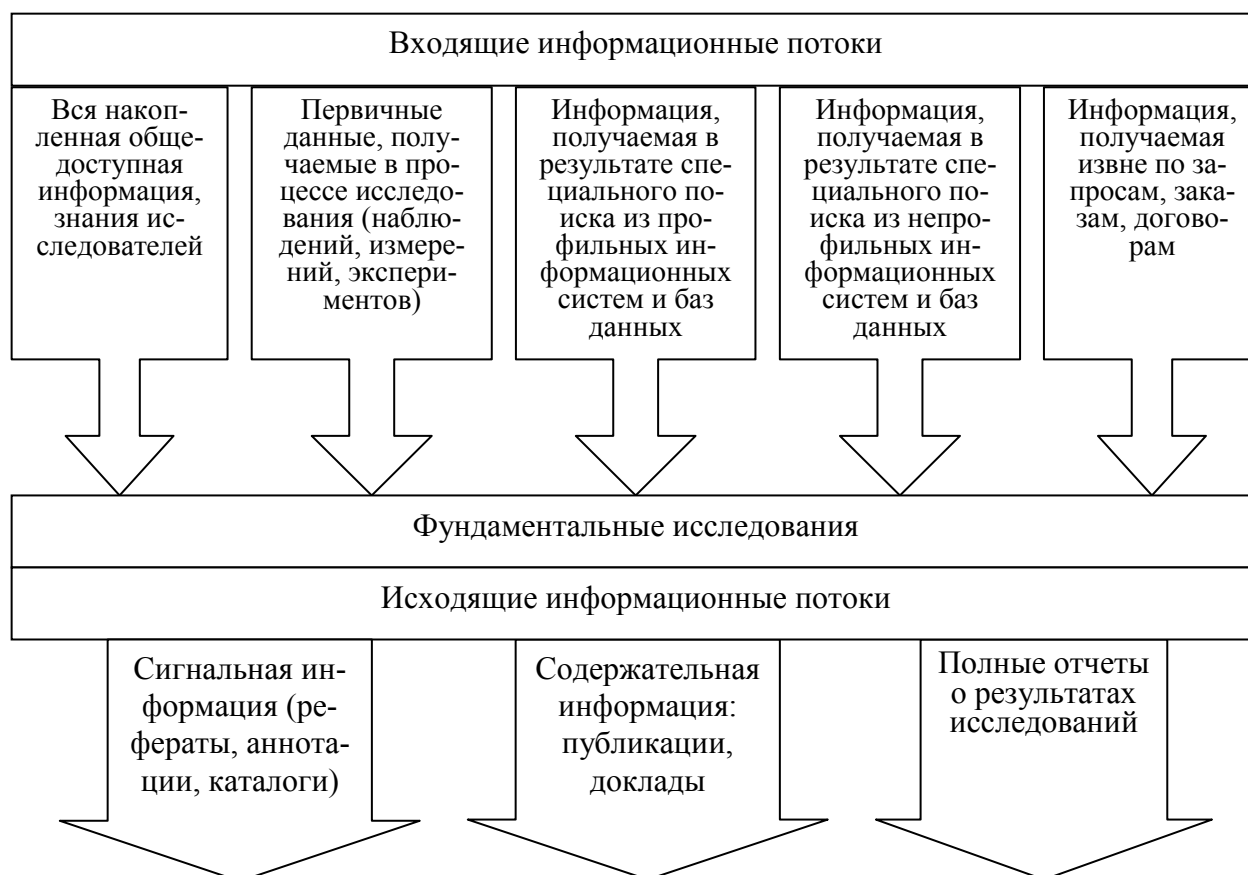 Входящие информационные потоки
Вся накоп-
ленная обще-
доступная
информация,
знания ис-
следователей
Первичные
данные, полу-
чаемые в про-
цессе исследо-
вания (наблю-
дений, измере-
ний, экспери-
ментов)
Информация,
получаемая в
результате спе-
циального по-
иска из про-
фильных ин-
формационных
систем и баз
данных
Информация,
получаемая в
результате спе-
циального по-
иска из непро-
фильных ин-
формационных
систем и баз
данных
Информация,
получаемая
извне по за-
просам, зака-
зам, догово-
рам
Фундаментальные исследования
Исходящие информационные потоки
Сигнальная ин-
формация (ре-
фераты, аннота-
ции, каталоги)
Содержательная
информация:
публикации,
доклады
Полные отчеты
о результатах
исследований